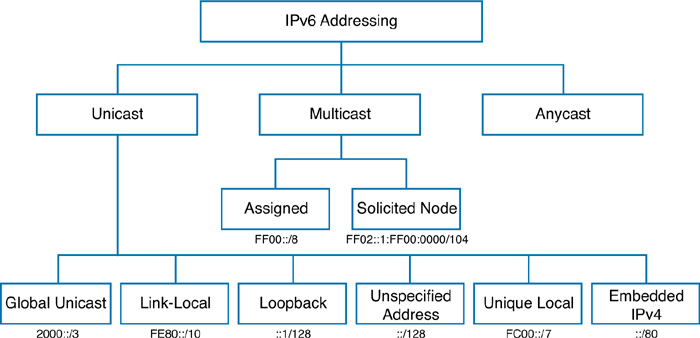 IPv6 Addressing
Unicast
Multicast
Anycast
Assigned
Solicited Node
FF00::/8
FF02::1:FF00:0000/104
Global Unicast
Link-Local
Loopback
Unspecified
Address
Unique Local
Embedded
IPv4
2000::/3
FE80::/10
::1/128
::/128
FC00::/7
::/80